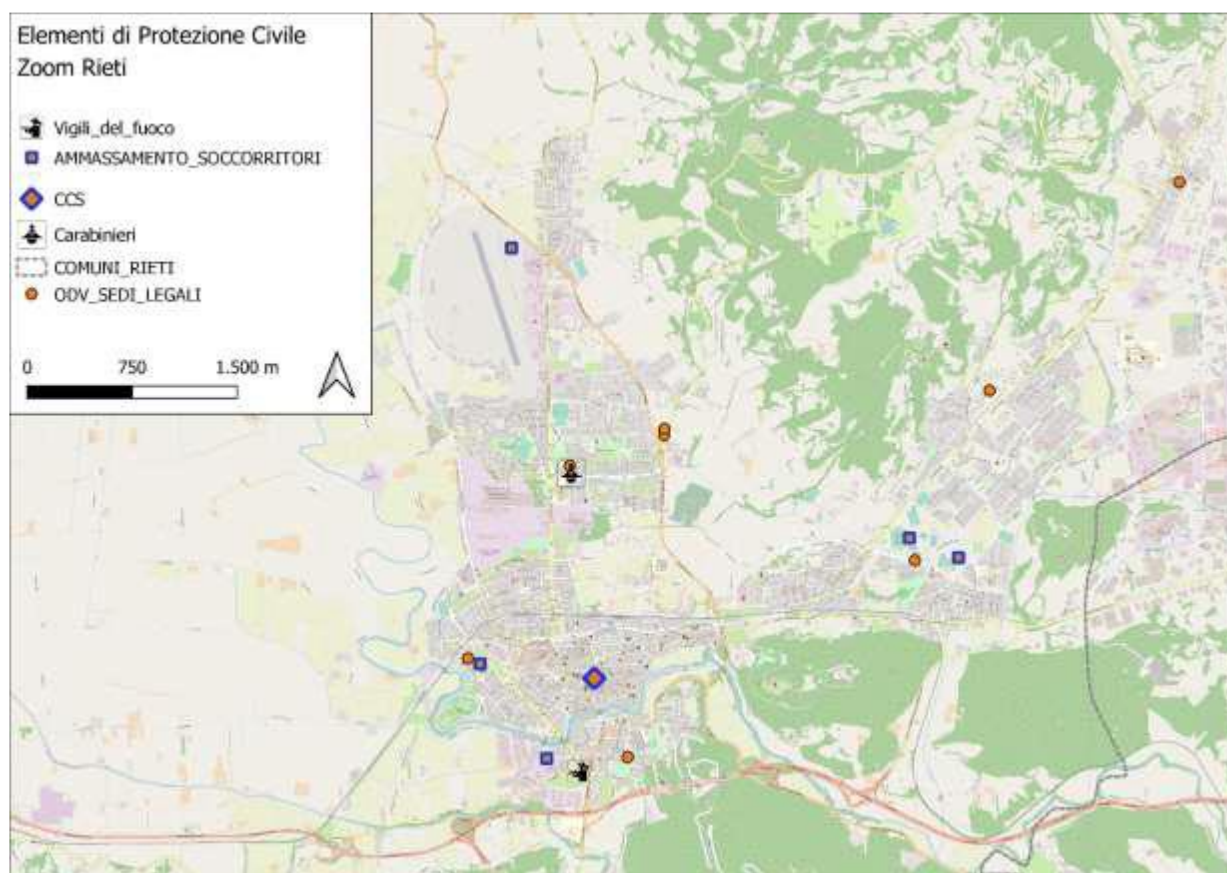 Elementi di Protezione Civile
Zoom Rieti
Vigili_del_fuoco
AMMASSAMENTO_SOCCORRITORI
CCS
Carabinieri
COMUNI_RIETI
ODV_SEDI_LEGALI
0 750 1.500 m